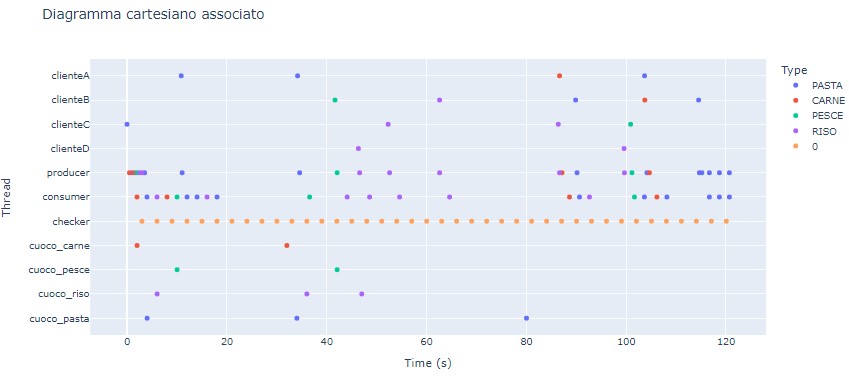 Diagramma cartesiano associato
Type
PASTA
CARNE
PESCE
RISO
0
Thread
clienteA
clienteB
clienteC
clienteD
producer
consumer
checker
cuoco_carne
cuoco_pesce
cuoco_riso
cuoco_pasta
0 20 40 60 80 100 120
Time (s)